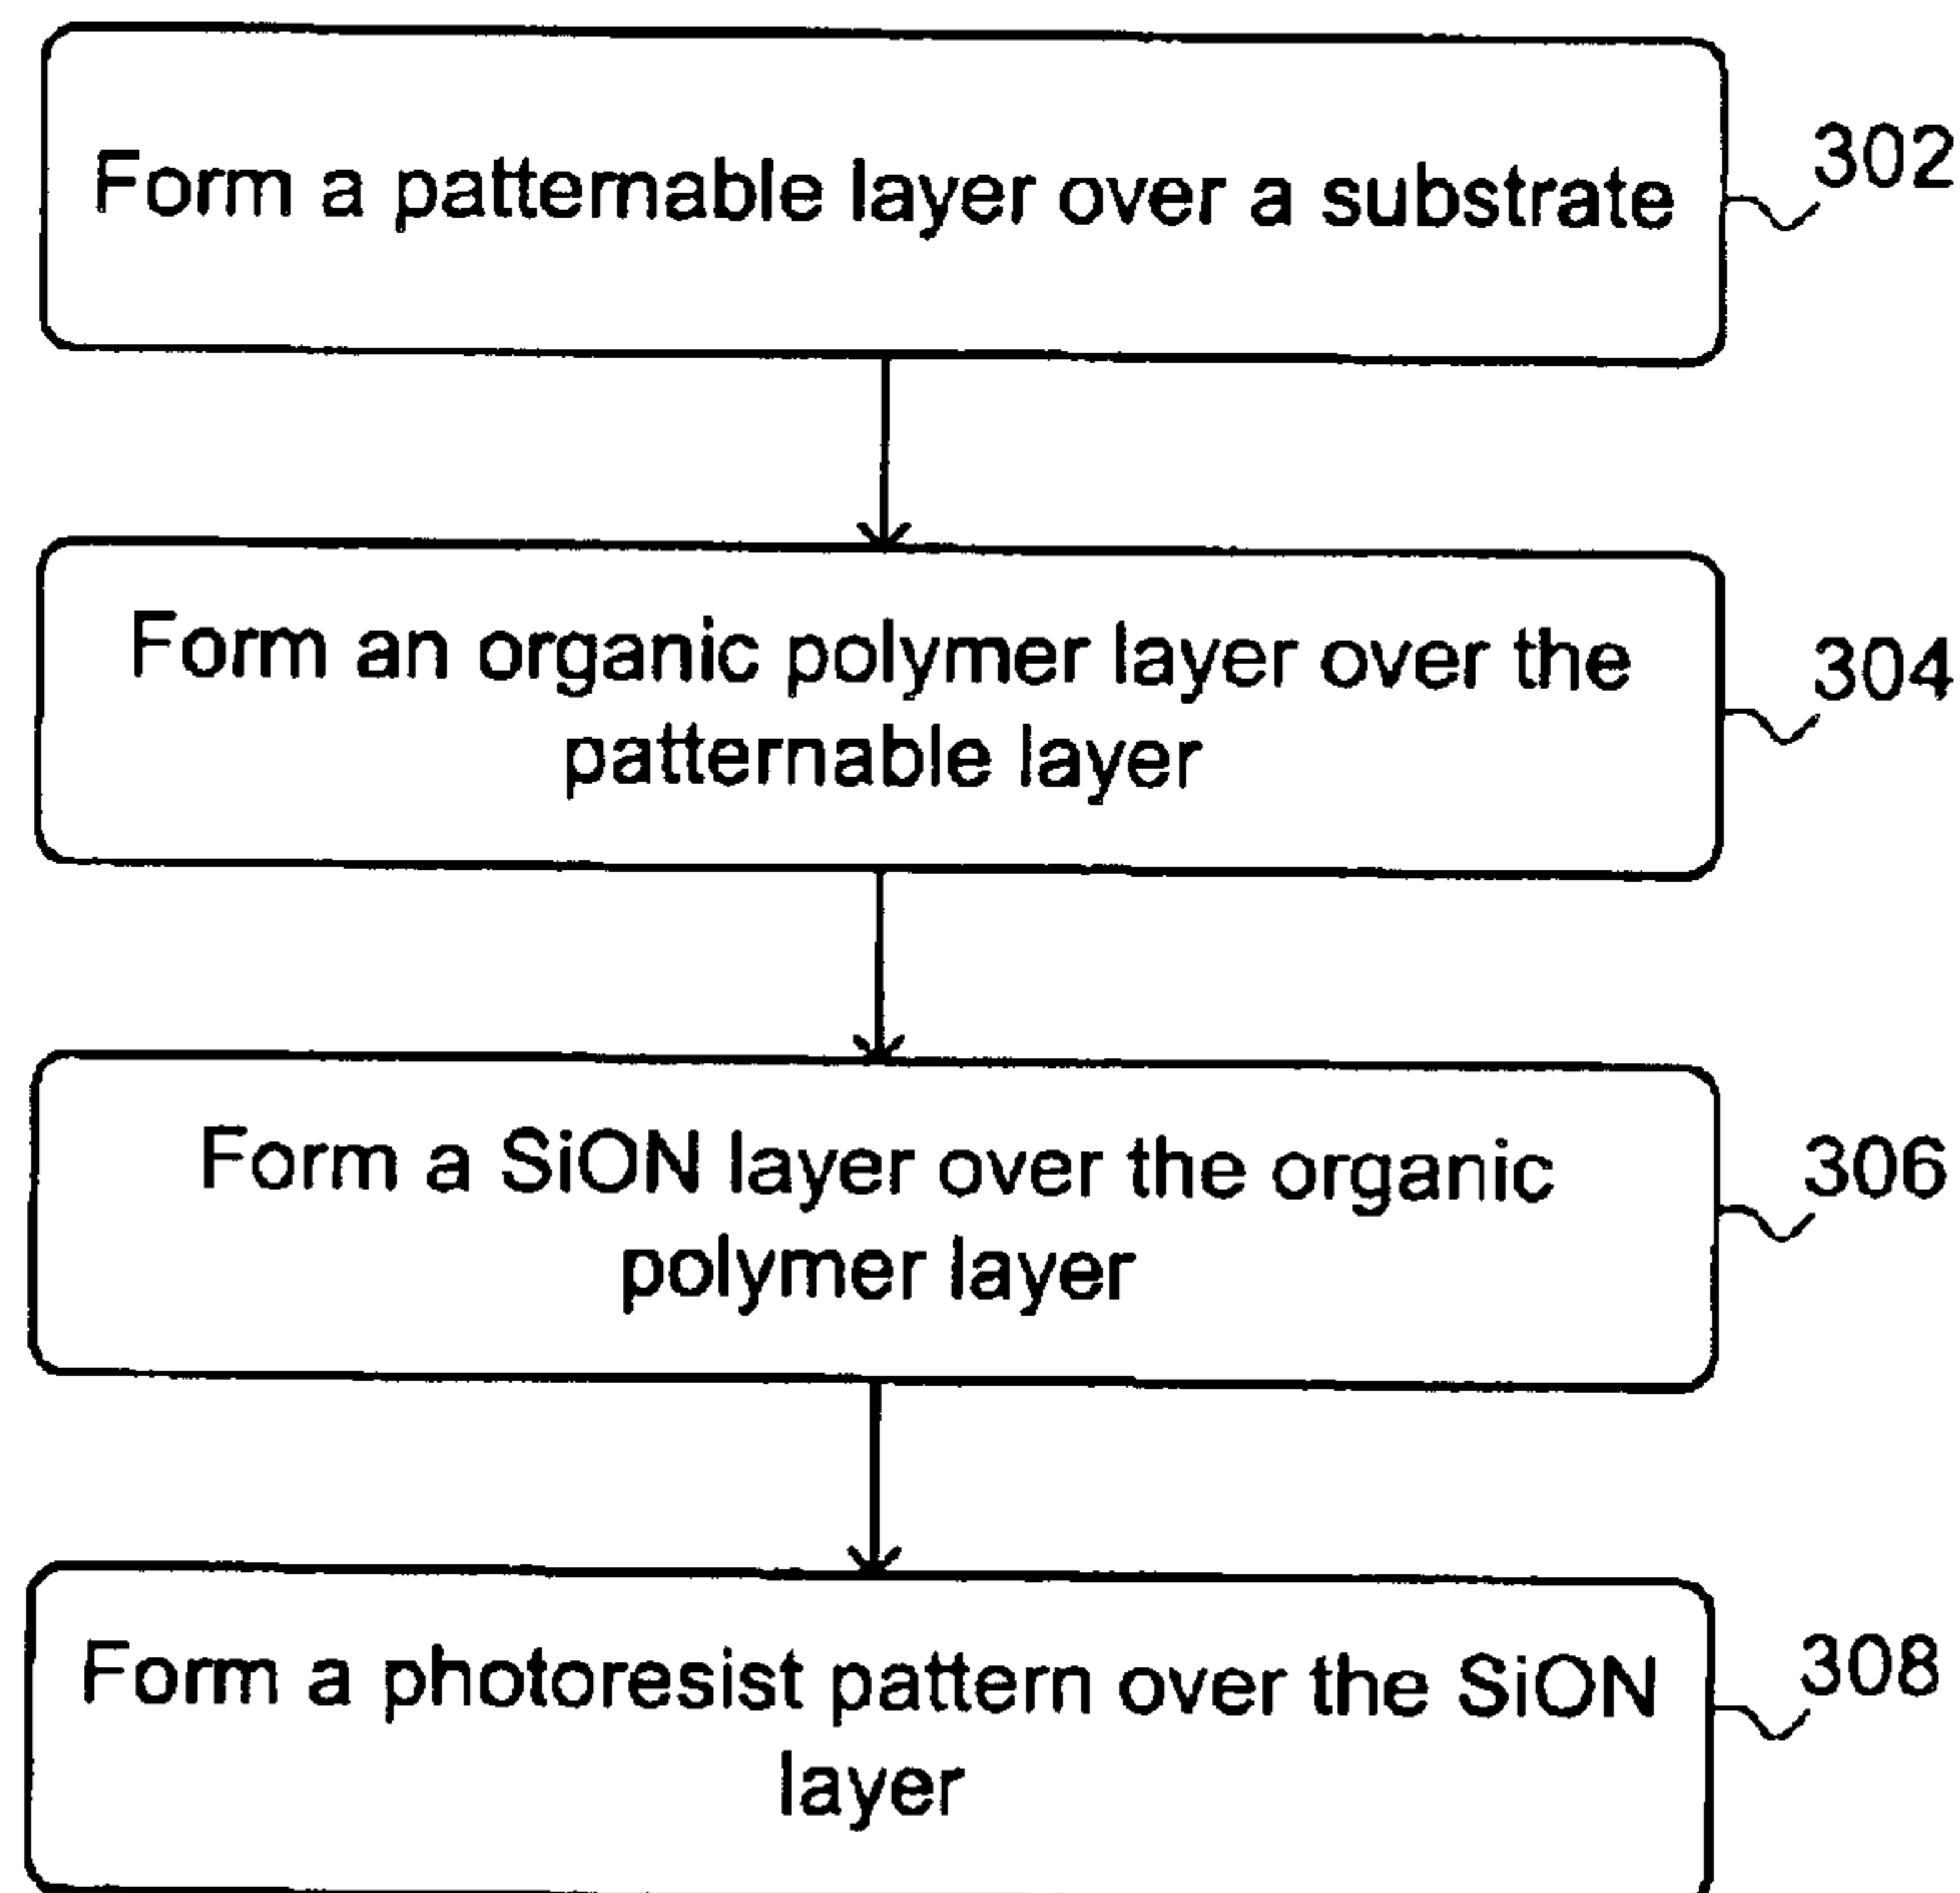 Form a patternable layer over a substrate
302
Form an organic polymer layer over the
patternable layer
304
Form a SiON layer over the organic
polymer layer
306
Form a photoresist pattern over the SiON
layer
308